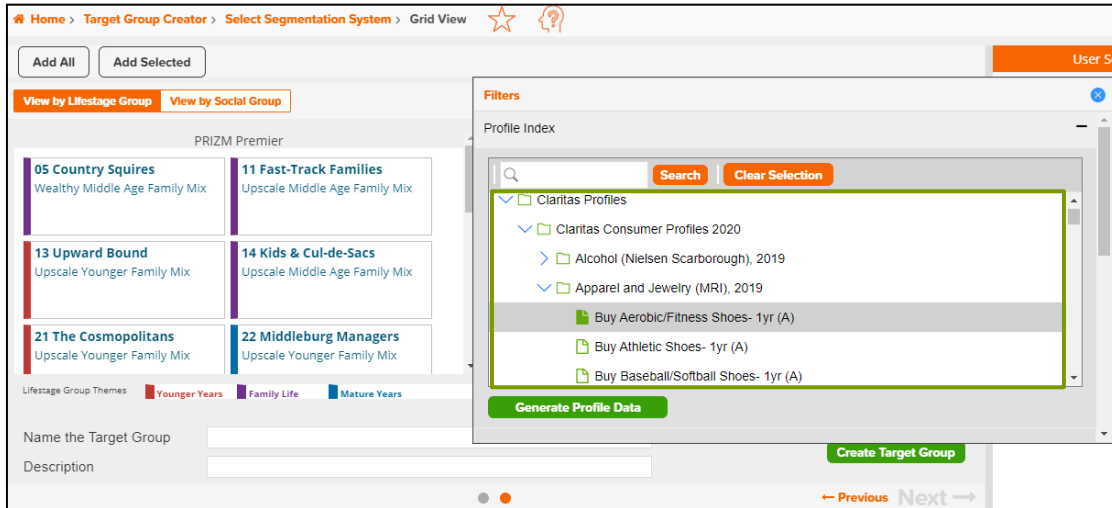 Home > Target Group Creator > Select Segmentation System > Grid View
Add All
Add Selected
User S
View by Lifestage Group
View by Social Group
PRIZM Premier
05 Country Squires
Wealthy Middle Age Family Mix
11 Fast-Track Families
Upscale Middle Age Family Mix
13 Upward Bound
Upscale Younger Family Mix
14 Kids & Cul-de-Sacs
Upscale Middle Age Family Mix
21 The Cosmopolitans
Upscale Younger Family Mix
22 Middleburg Managers
Upscale Younger Family Mix
Lifestage Group Themes
Younger Years
Family Life
Mature Years
Filters
Profile Index
Search
Clear Selection
Claritas Profiles
Claritas Consumer Profiles 2020
Alcohol (Nielsen Scarborough), 2019
Apparel and Jewelry (MRI), 2019
Buy Aerobic/Fitness Shoes- 1yr (A)
Buy Athletic Shoes- 1yr (A)
Buy Baseball/Softball Shoes- 1yr (A)
Generate Profile Data
Name the Target Group
Description
Create Target Group
← Previous
Next →